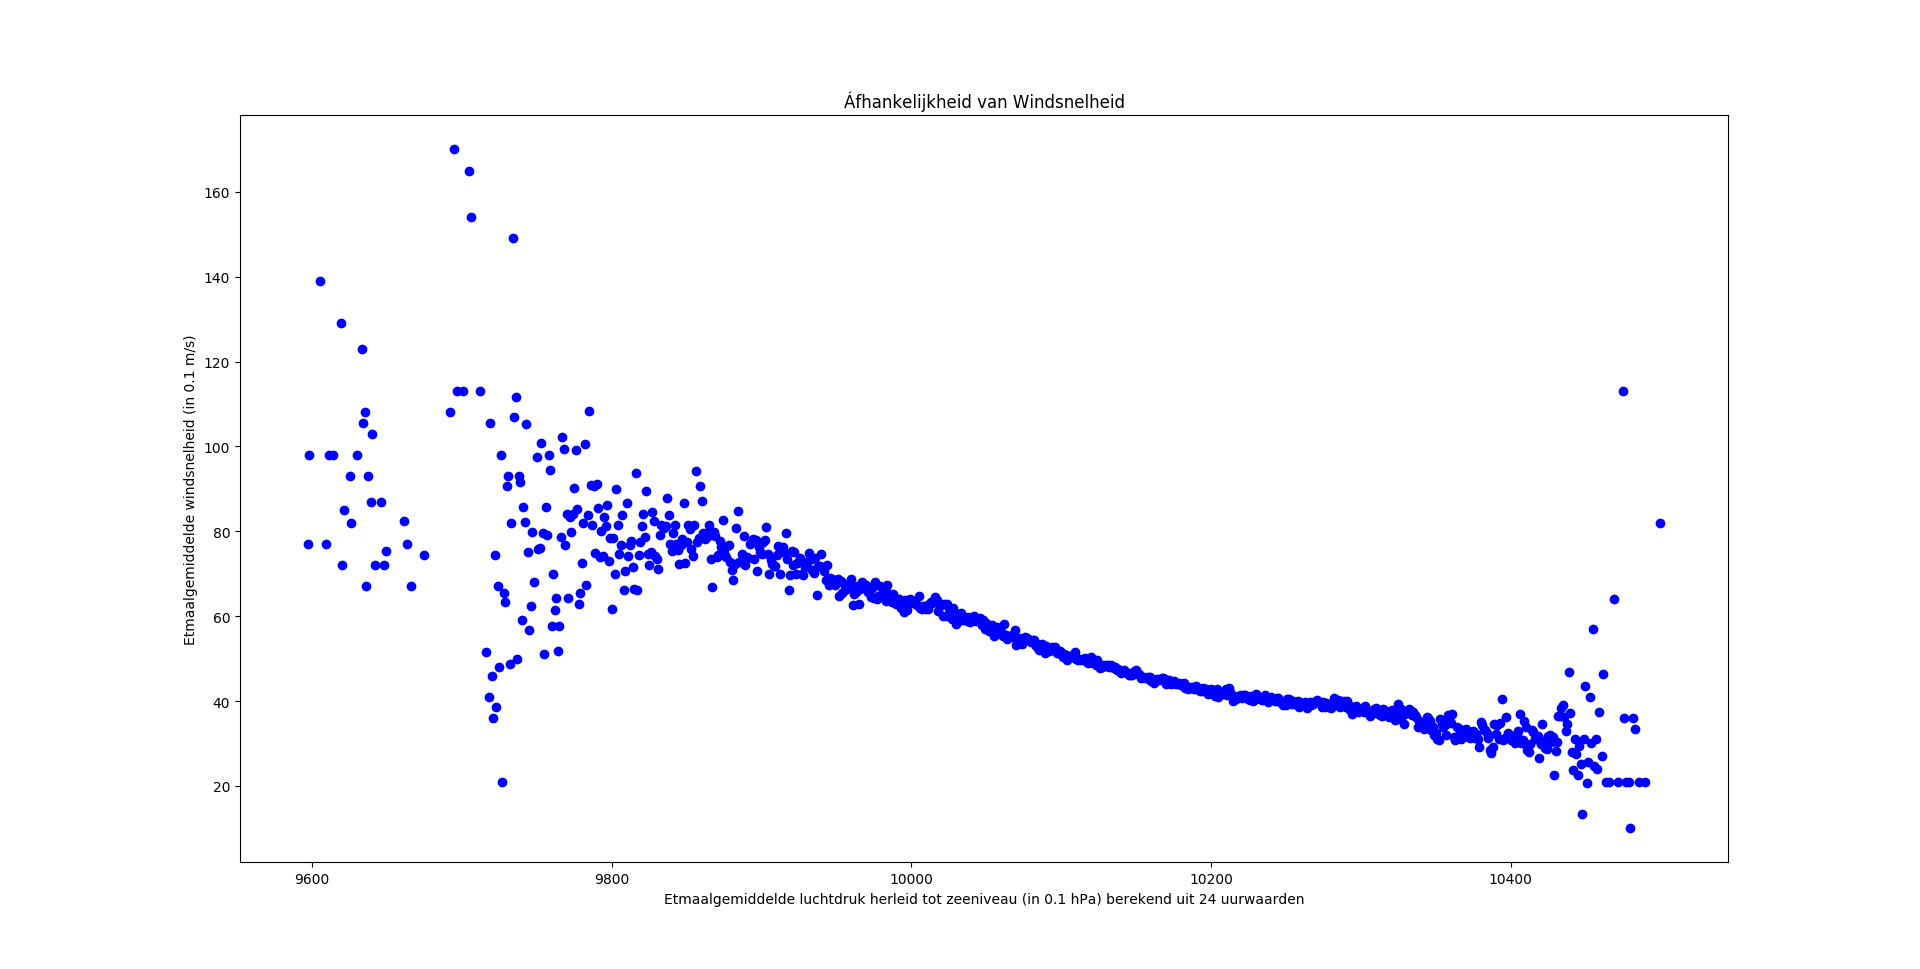 Áfhankelijkheid van Windsnelheid
Etmaalgemiddelde windsnelheid (in 0.1 m/s)
160
140
120
100
80
60
40
20
9600 9800 10000 10200 10400
Etmaalgemiddelde luchtdruk herleid tot zeeniveau (in 0.1 hPa) berekend uit 24 uurwaarden